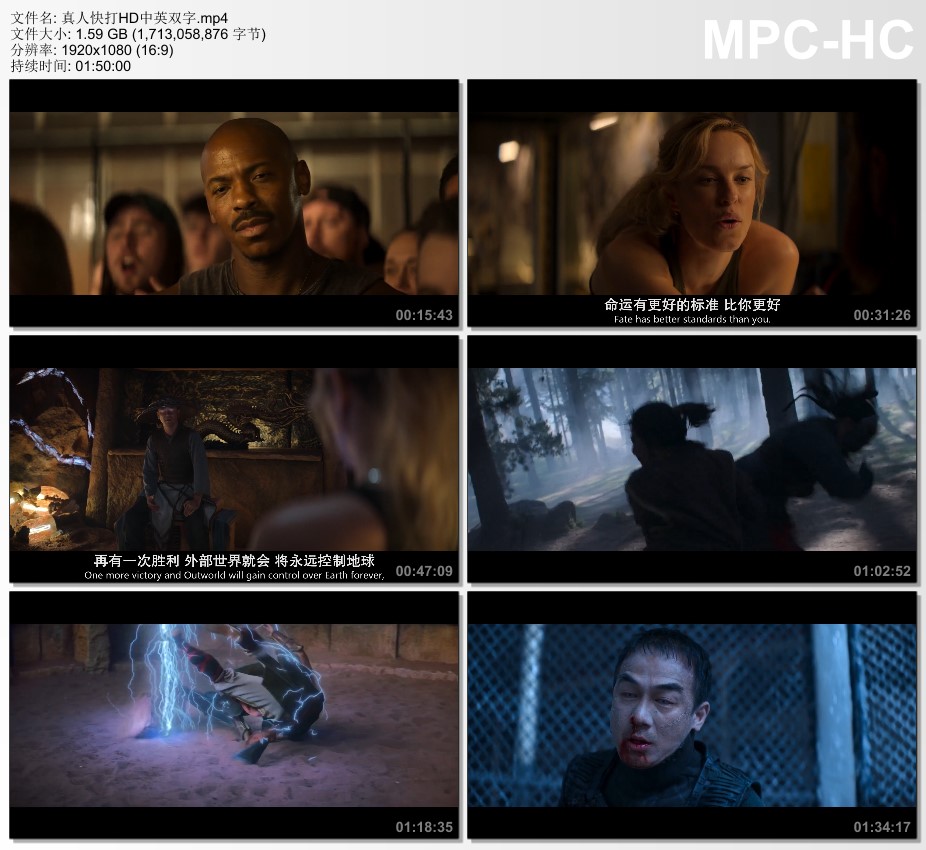 文件名: 真人快打HD中英双字.mp4
文件大小: 1.59 GB (1,713,058,876 字节)
分辨率: 1920x1080 (16:9)
持续时间: 01:50:00
MPC-HC
00:15:43
命运有更好的标准 比你更好
Fate has better standards than you.
00:31:26
再有一次胜利 外部世界就会 将永远控制地球
One more victory and Outworld will gain control over Earth forever,
00:47:09
01:02:52
01:18:35
01:34:17